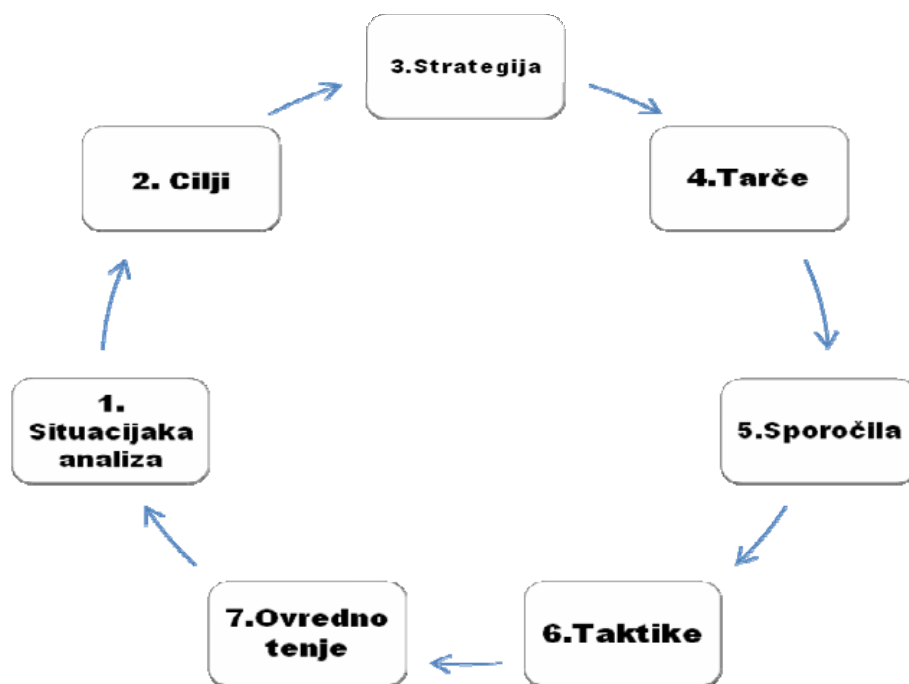 3.Strategija
2. Cilji
4.Tarče
1.
Situacijaka
analiza
5.Sporočila
7.Ovredno
tenje
6.Taktike